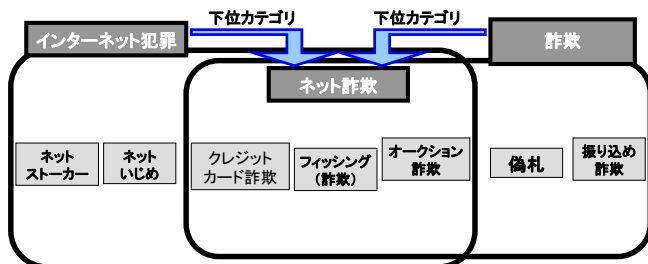 下位カテゴリ
下位カテゴリ
インターネット犯罪
詐欺
ネット詐欺
ネット
ストーカー
ネット
いじめ
クレジット
カード詐欺
フィッシング
(詐欺)
オークション
詐欺
偽札
振り込め
詐欺